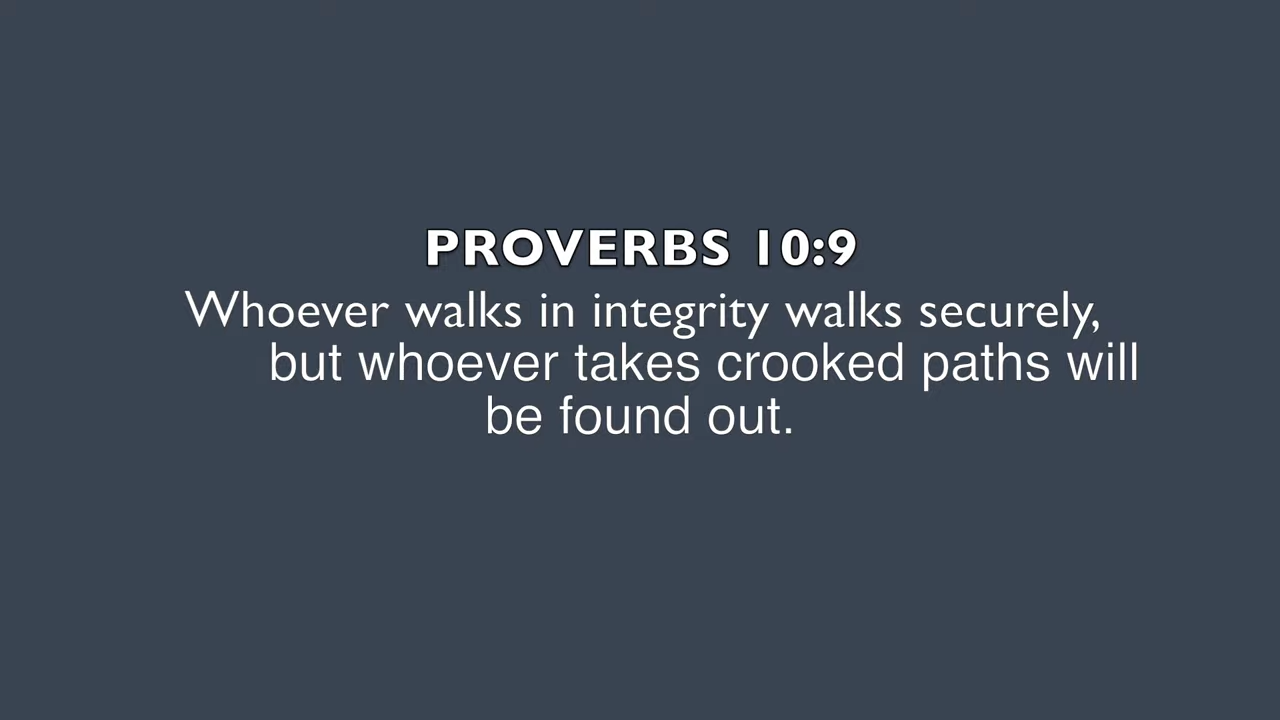 PROVERBS 10:9
Whoever walks in integrity walks securely,
but whoever takes crooked paths will
be found out.